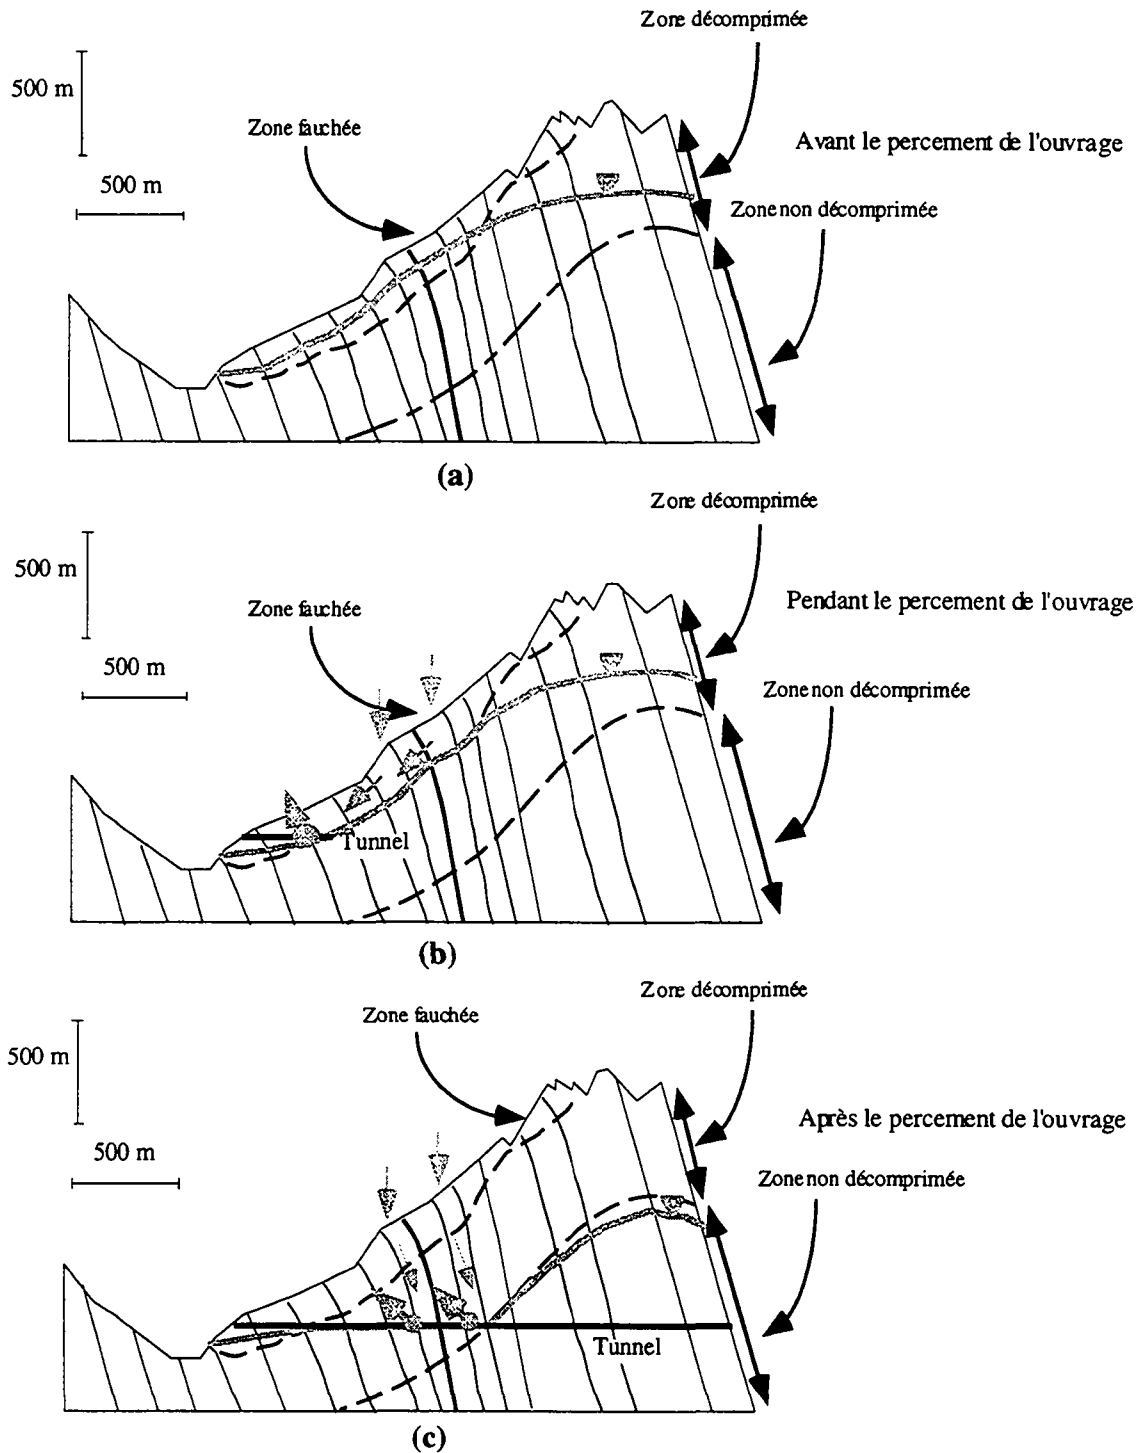 Zone décomprimée
500 m
Zone fauchée
Avant le percement de l'ouvrage
500 m
Zone non décomprimée
(a)
Zone décomprimée
500 m
Zone fauchée
Pendant le percement de l'ouvrage
500 m
Zone non décomprimée
Tunnel
(b)
Zone décomprimée
Zone fauchée
500 m
Après le percement de l'ouvrage
500 m
Zone non décomprimée
Tunnel
(c)